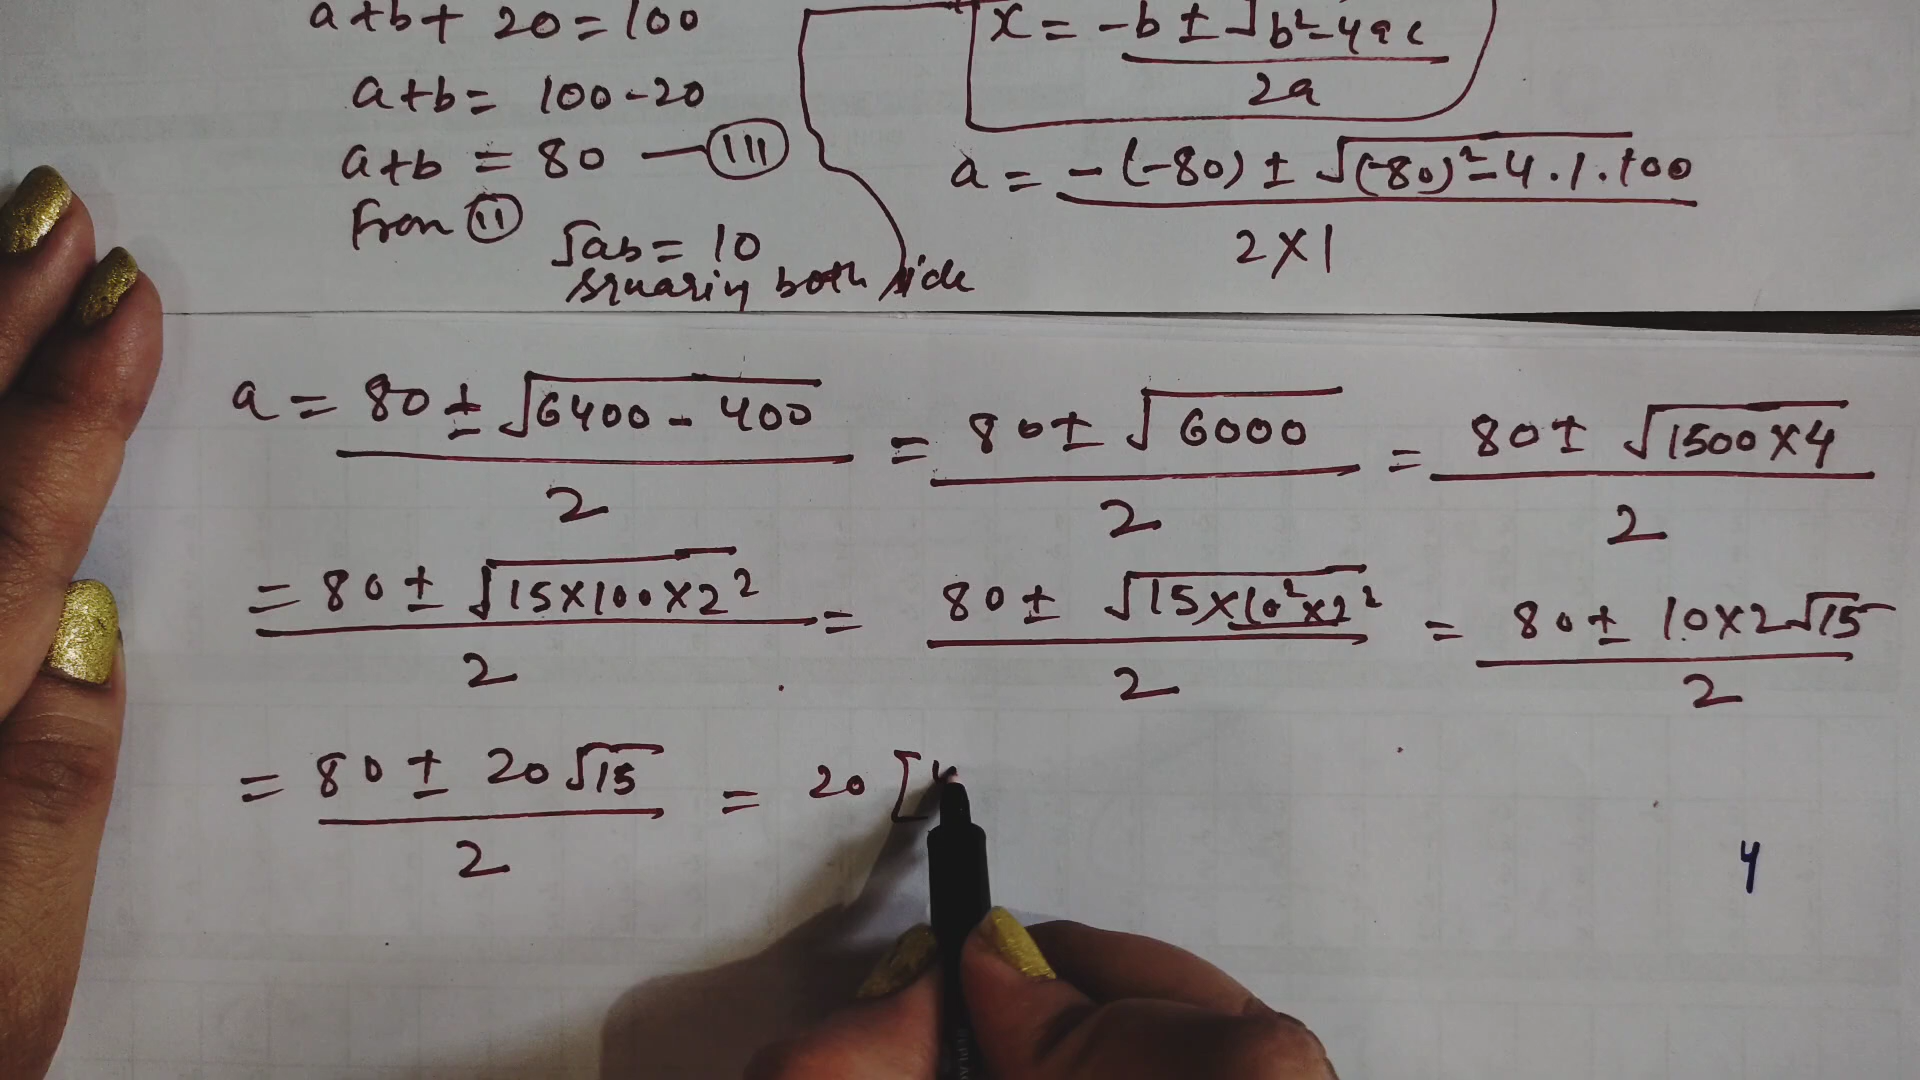 a+b+ 20=100
a+b= 100-20
a+b = 80 —(III)
From (II)
√ab= 10
squaring both side
x = (-b ± √b²-4ac)/2a
a = (-(-80) ± √(-80)²-4.1.100)/2×1
a = (80 ± √6400-400)/2 = (80 ± √6000)/2 = (80 ± √1500×4)/2
= (80 ± √15×100×2²)/2 = (80 ± √15×10²×2²)/2 = (80 ± 10×2√15)/2
= (80 ± 20√15)/2 = 20 [4
4